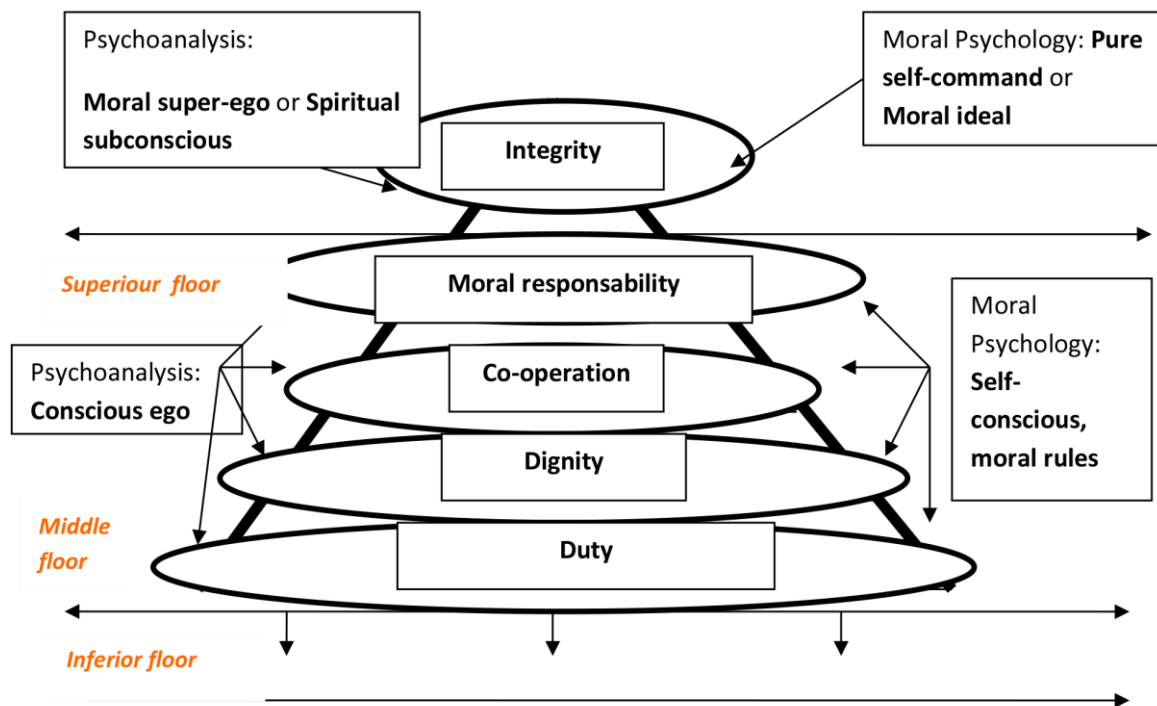 Psychoanalysis:
Moral super-ego or Spiritual
subconscious
Moral Psychology: Pure
self-command or
Moral ideal
Integrity
Superiour floor
Moral responsability
Moral
Psychology:
Self-
conscious,
moral rules
Psychoanalysis:
Conscious ego
Co-operation
Dignity
Middle
floor
Duty
Inferior floor